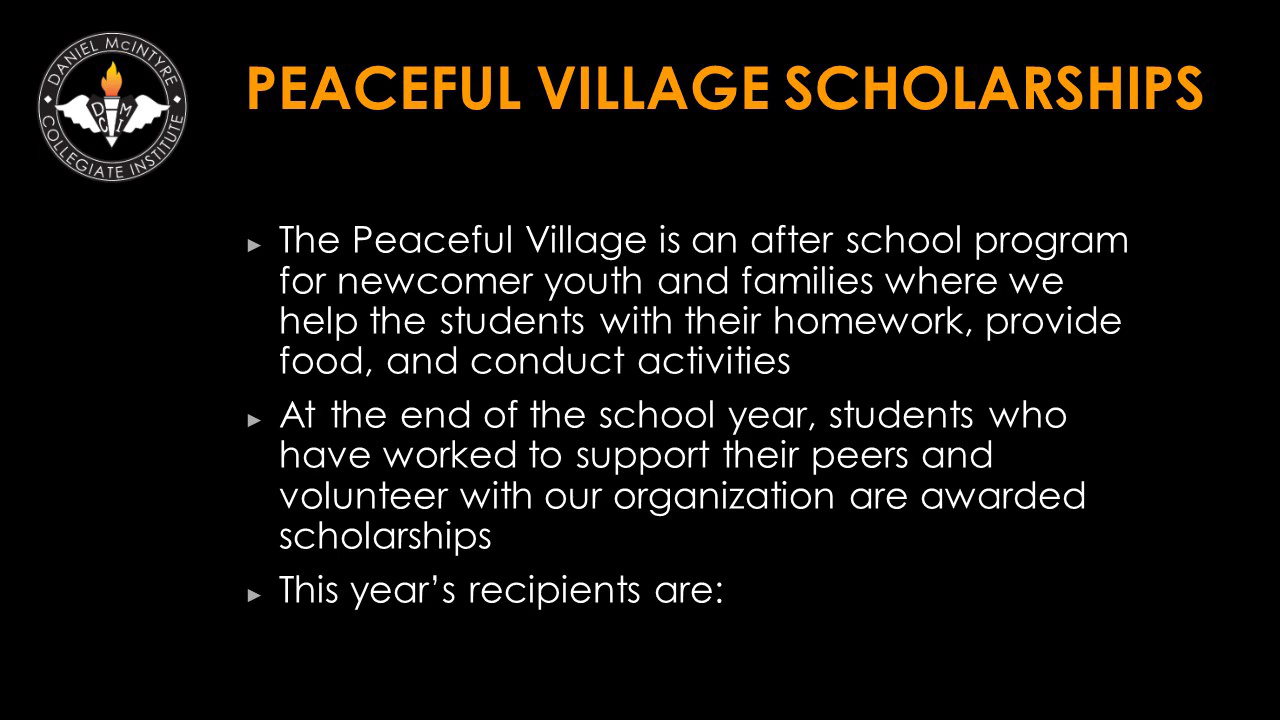 DANIEL McINTYRE
COLLEGIATE INSTITUTE
D M
C I
PEACEFUL VILLAGE SCHOLARSHIPS
► The Peaceful Village is an after school program
for newcomer youth and families where we
help the students with their homework, provide
food, and conduct activities
► At the end of the school year, students who
have worked to support their peers and
volunteer with our organization are awarded
scholarships
► This year’s recipients are: